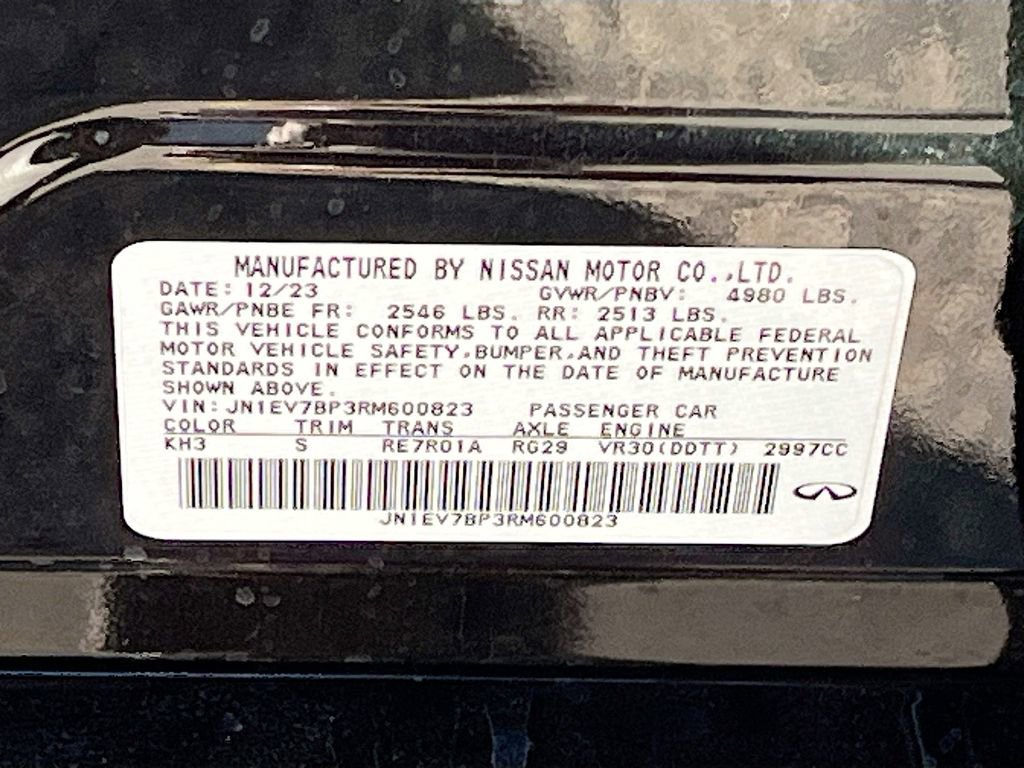 MANUFACTURED BY NISSAN MOTOR CO.,LTD.
DATE: 12/23 GVWR/PNBV: 4980 LBS.
GAWR/PNBE FR: 2546 LBS. RR: 2513 LBS.
THIS VEHICLE CONFORMS TO ALL APPLICABLE FEDERAL
MOTOR VEHICLE SAFETY,BUMPER,AND THEFT PREVENTION
STANDARDS IN EFFECT ON THE DATE OF MANUFACTURE
SHOWN ABOVE.
VIN:JN1EV7BP3RM600823 PASSENGER CAR
COLOR TRIM TRANS AXLE ENGINE
KH3 S RE7R01A RG29 VR30(DDTT) 2997CC
JN1EV7BP3RM600823